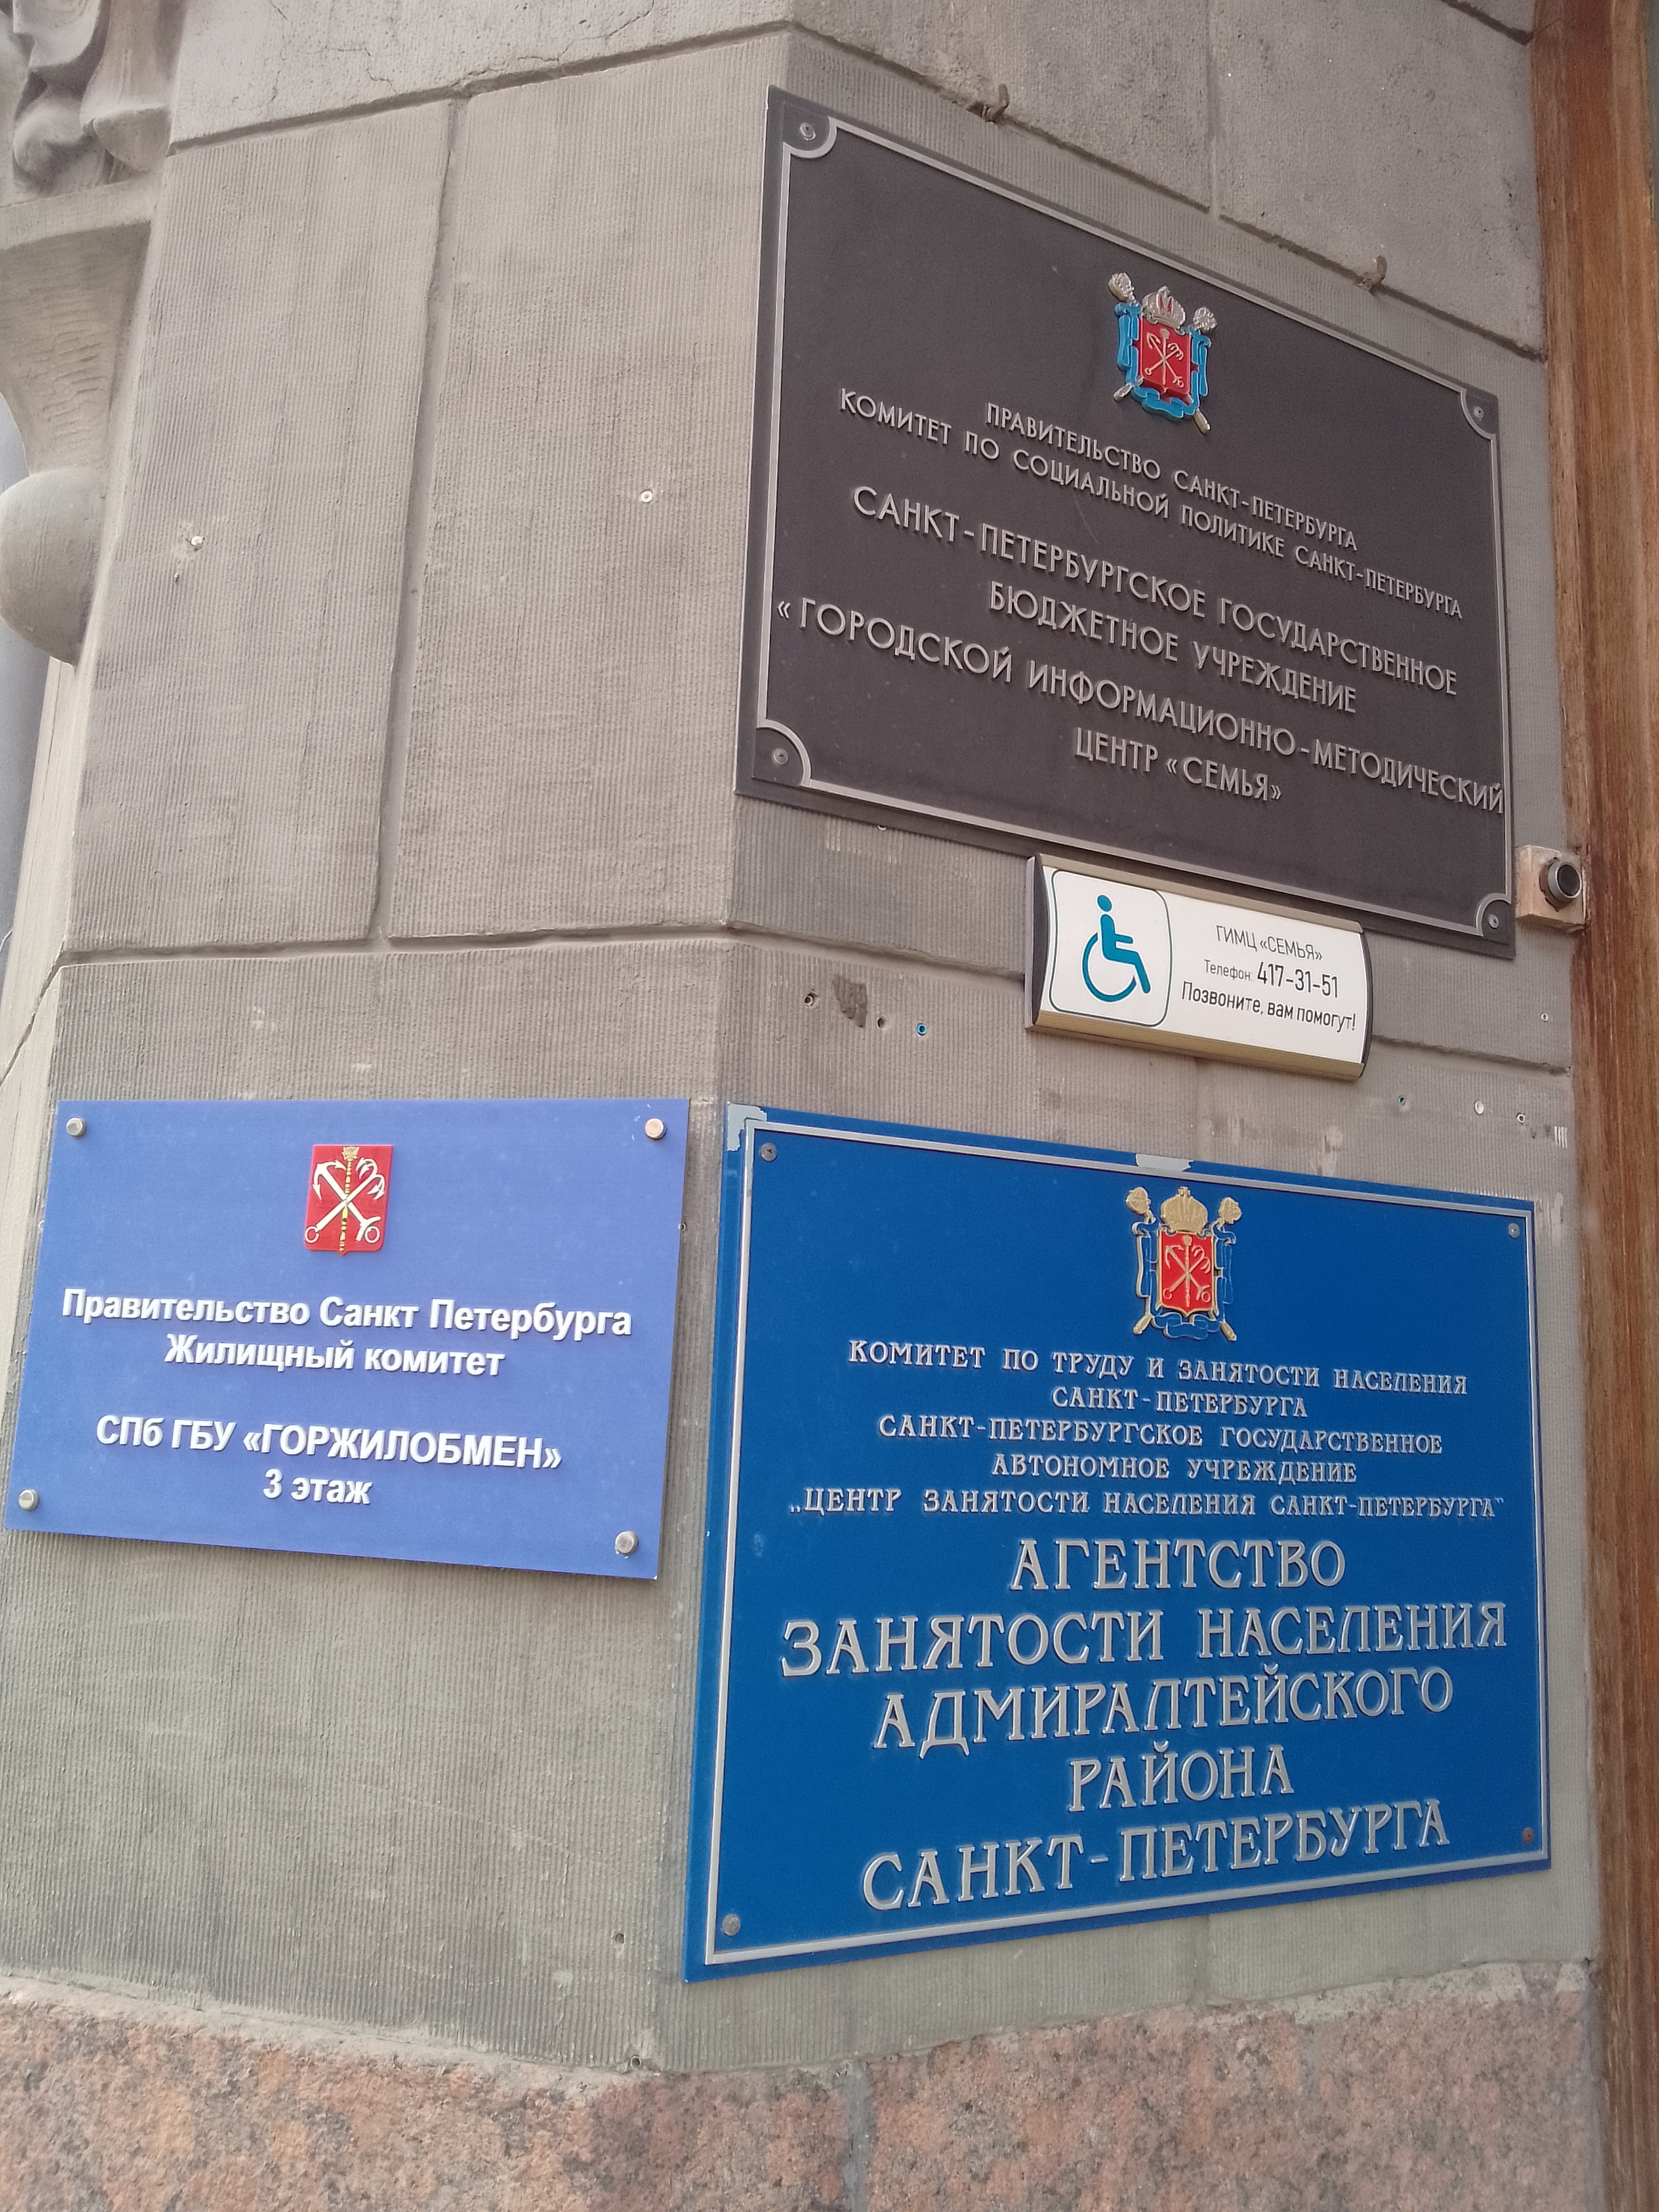 ПРАВИТЕЛЬСТВО САНКТ-ПЕТЕРБУРГА
КОМИТЕТ ПО СОЦИАЛЬНОЙ ПОЛИТИКЕ САНКТ-ПЕТЕРБУРГА
САНКТ-ПЕТЕРБУРГСКОЕ ГОСУДАРСТВЕННОЕ
БЮДЖЕТНОЕ УЧРЕЖДЕНИЕ
«ГОРОДСКОЙ ИНФОРМАЦИОННО-МЕТОДИЧЕСКИЙ
ЦЕНТР «СЕМЬЯ»
ГИМЦ «СЕМЬЯ»
Телефон: 417-31-51
Позвоните, вам помогут!
Правительство Санкт Петербурга
Жилищный комитет
СПб ГБУ «ГОРЖИЛОБМЕН»
3 этаж
КОМИТЕТ ПО ТРУДУ И ЗАНЯТОСТИ НАСЕЛЕНИЯ
САНКТ-ПЕТЕРБУРГА
САНКТ-ПЕТЕРБУРГСКОЕ ГОСУДАРСТВЕННОЕ
АВТОНОМНОЕ УЧРЕЖДЕНИЕ
„ЦЕНТР ЗАНЯТОСТИ НАСЕЛЕНИЯ САНКТ-ПЕТЕРБУРГА"
АГЕНТСТВО
ЗАНЯТОСТИ НАСЕЛЕНИЯ
АДМИРАЛТЕЙСКОГО
РАЙОНА
САНКТ-ПЕТЕРБУРГА